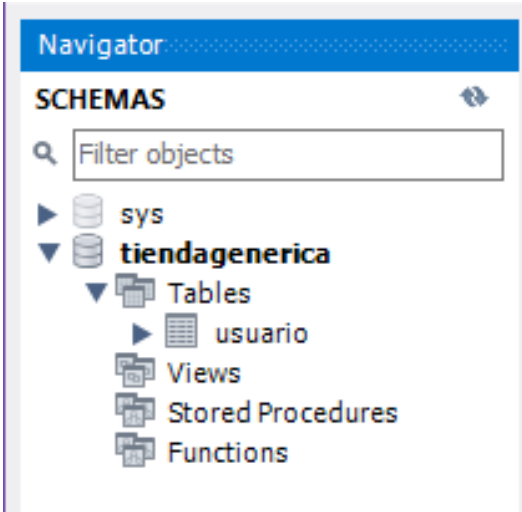 Navigator
SCHEMAS
Filter objects
sys
tiendagenerica
Tables
usuario
Views
Stored Procedures
Functions